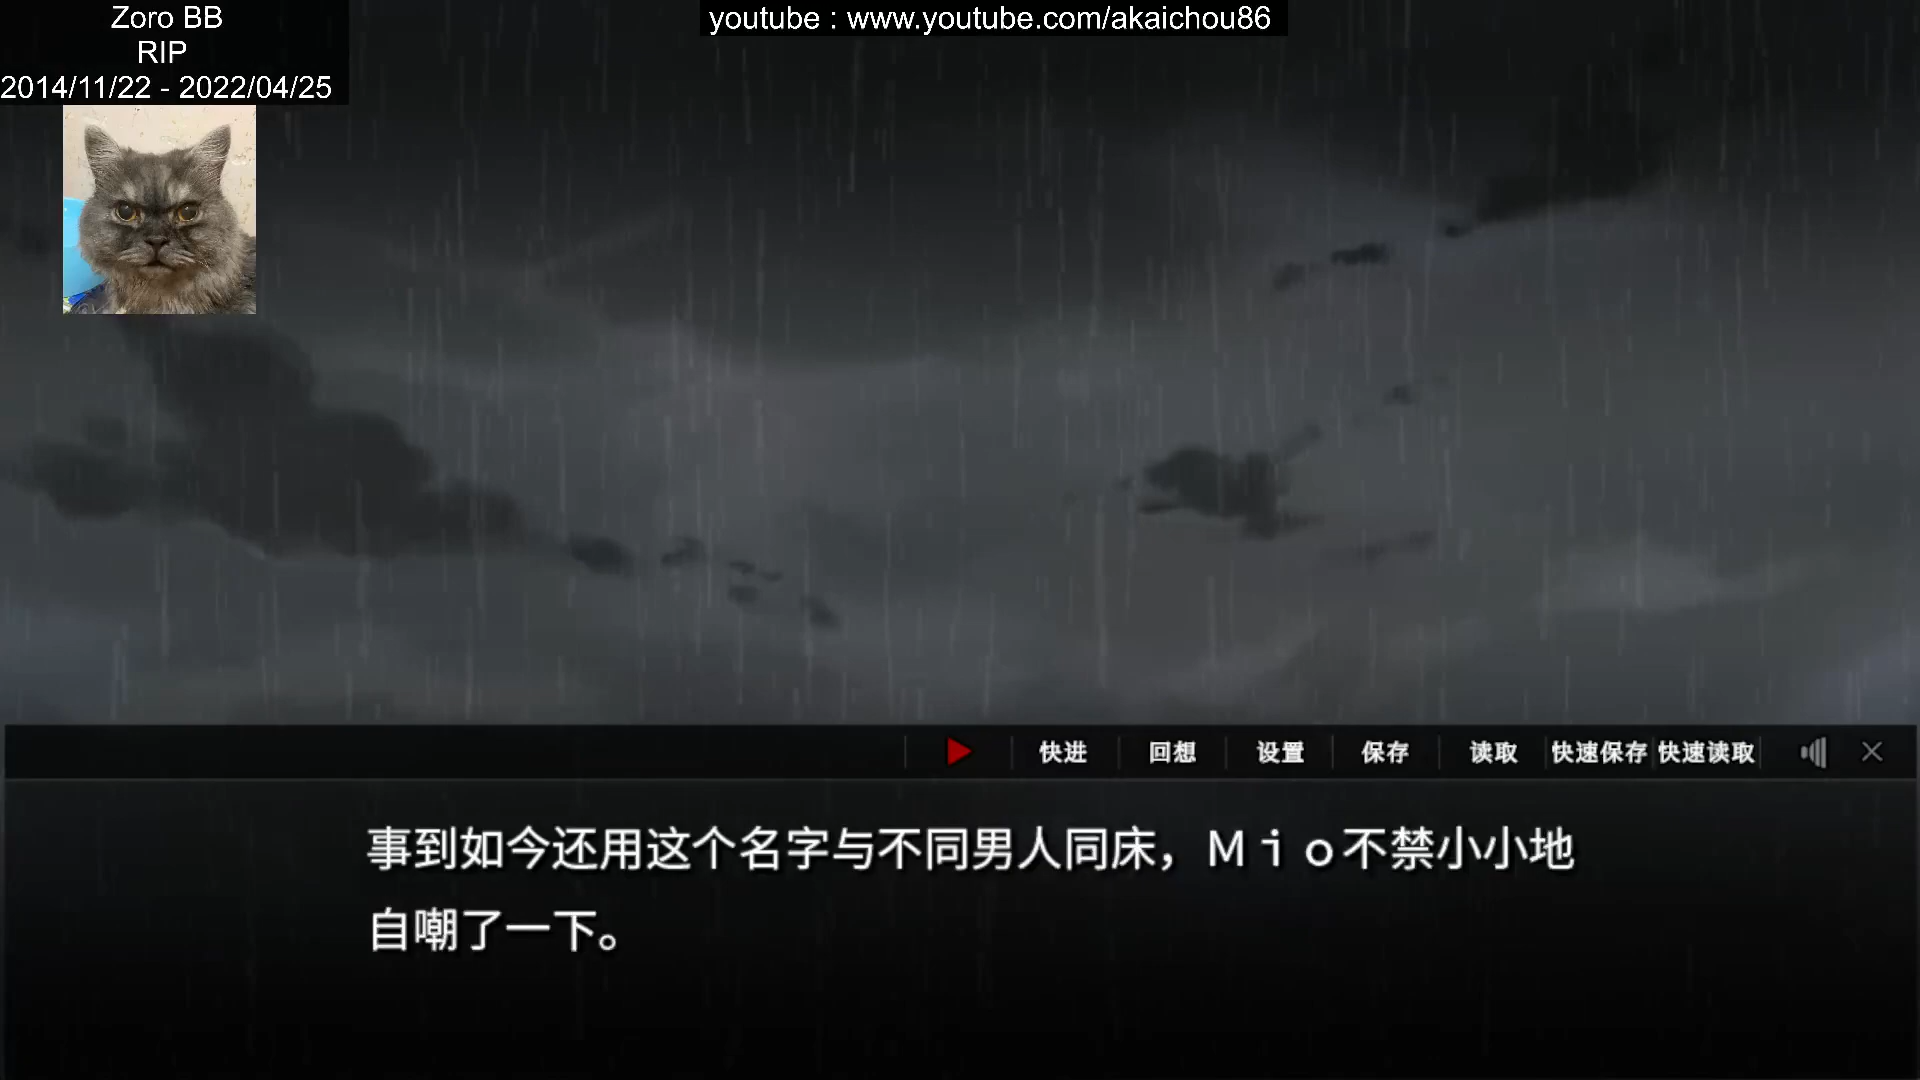 Zoro BB
RIP
2014/11/22 - 2022/04/25
youtube : www.youtube.com/akaichou86
快进 回想 设置 保存 读取 快速保存 快速读取
事到如今还用这个名字与不同男人同床，Ｍｉｏ不禁小小地
自嘲了一下。